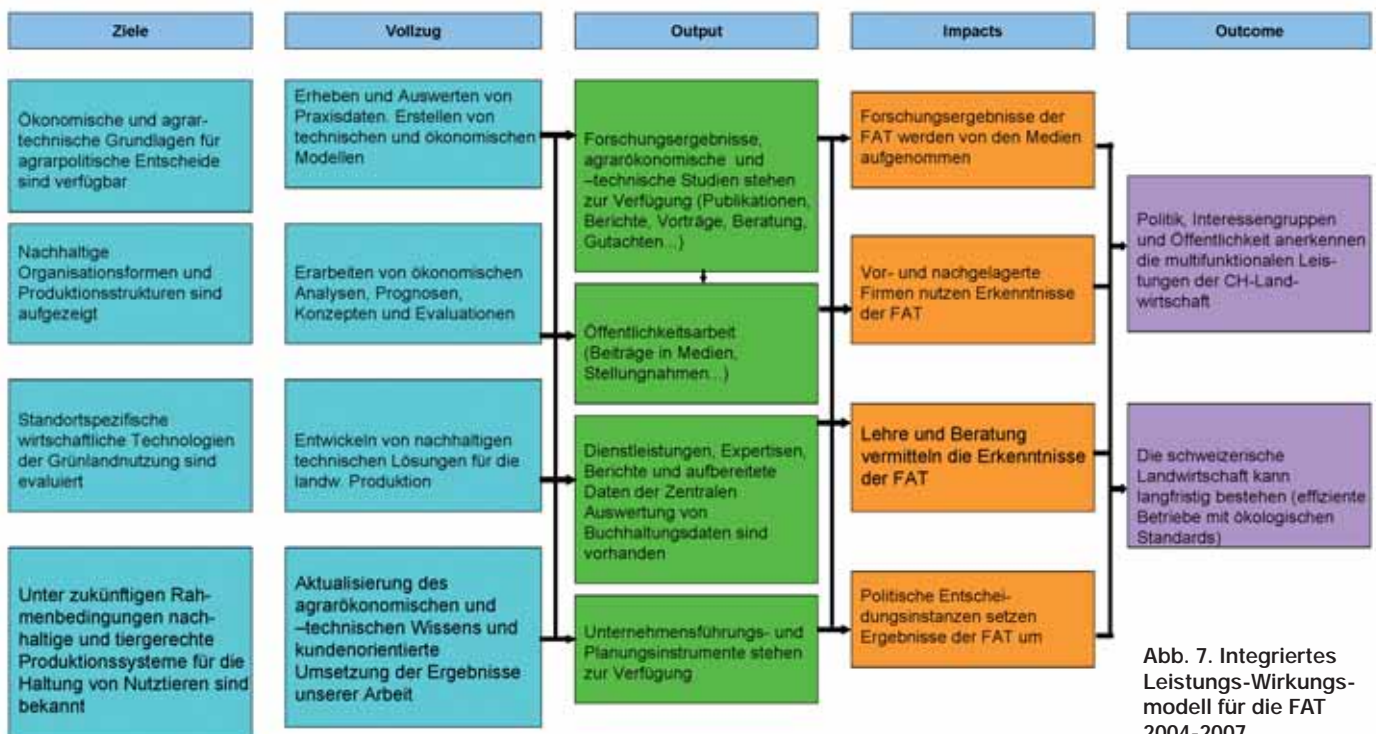 Ziele
Vollzug
Output
Impacts
Outcome
Ökonomische und agrar-
technische Grundlagen für
agrarpolitische Entscheide
sind verfügbar
Nachhaltige
Organisationsformen und
Produktionsstrukturen sind
aufgezeigt
Standortspezifische
wirtschaftliche Technologien
der Grünlandnutzung sind
evaluiert
Unter zukünftigen Rah-
menbedingungen nach-
haltige und tiergerechte
Produktionssysteme für die
Haltung von Nutztieren sind
bekannt
Erheben und Auswerten von
Praxisdaten. Erstellen von
technischen und ökonomischen
Modellen
Erarbeiten von ökonomischen
Analysen, Prognosen,
Konzepten und Evaluationen
Entwickeln von nachhaltigen
technischen Lösungen für die
landw. Produktion
Aktualisierung des
agrarökonomischen und
–technischen Wissens und
kundenorientierte
Umsetzung der Ergebnisse
unserer Arbeit
Forschungsergebnisse,
agrarökonomische und
–technische Studien stehen
zur Verfügung (Publikationen,
Berichte, Vorträge, Beratung,
Gutachten...)
Öffentlichkeitsarbeit
(Beiträge in Medien,
Stellungnahmen...)
Dienstleistungen, Expertisen,
Berichte und aufbereitete
Daten der Zentralen
Auswertung von
Buchhaltungsdaten sind
vorhanden
Unternehmensführungs- und
Planungsinstrumente stehen
zur Verfügung
Forschungsergebnisse der
FAT werden von den Medien
aufgenommen
Vor- und nachgelagerte
Firmen nutzen Erkenntnisse
der FAT
Lehre und Beratung
vermitteln die Erkenntnisse
der FAT
Politische Entschei-
dungsinstanzen setzen
Ergebnisse der FAT um
Politik, Interessengruppen
und Öffentlichkeit anerkennen
die multifunktionalen Leis-
tungen der CH-Land-
wirtschaft
Die schweizerische
Landwirtschaft kann
langfristig bestehen (effiziente
Betriebe mit ökologischen
Standards)
Abb. 7. Integriertes
Leistungs-Wirkungs-
modell für die FAT
2004-2007